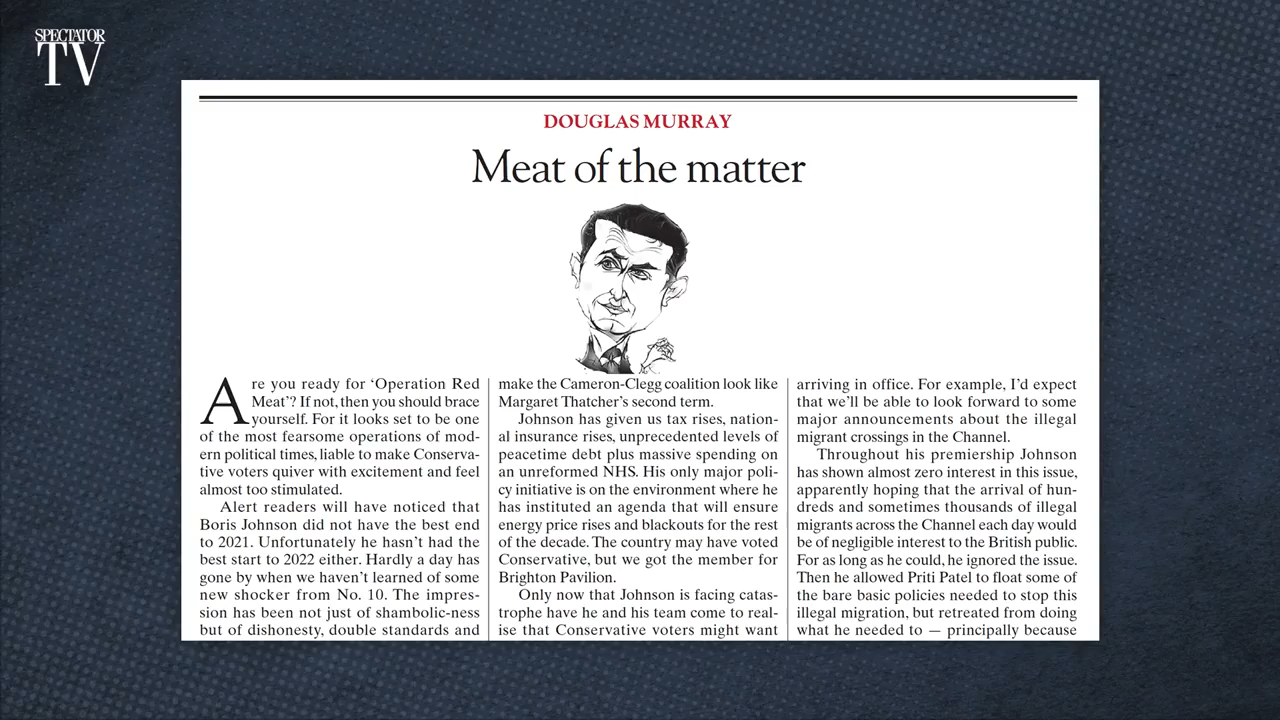 SPECTATOR
TV
DOUGLAS MURRAY
Meat of the matter
Are you ready for ‘Operation Red
Meat’? If not, then you should brace
yourself. For it looks set to be one
of the most fearsome operations of mod-
ern political times, liable to make Conserva-
tive voters quiver with excitement and feel
almost too stimulated.
Alert readers will have noticed that
Boris Johnson did not have the best end
to 2021. Unfortunately he hasn’t had the
best start to 2022 either. Hardly a day has
gone by when we haven’t learned of some
new shocker from No. 10. The impres-
sion has been not just of shambolic-ness
but of dishonesty, double standards and
make the Cameron-Clegg coalition look like
Margaret Thatcher’s second term.
Johnson has given us tax rises, nation-
al insurance rises, unprecedented levels of
peacetime debt plus massive spending on
an unreformed NHS. His only major poli-
cy initiative is on the environment where he
has instituted an agenda that will ensure
energy price rises and blackouts for the rest
of the decade. The country may have voted
Conservative, but we got the member for
Brighton Pavilion.
Only now that Johnson is facing catas-
trophe have he and his team come to real-
ise that Conservative voters might want
arriving in office. For example, I’d expect
that we’ll be able to look forward to some
major announcements about the illegal
migrant crossings in the Channel.
Throughout his premiership Johnson
has shown almost zero interest in this issue,
apparently hoping that the arrival of hun-
dreds and sometimes thousands of illegal
migrants across the Channel each day would
be of negligible interest to the British public.
For as long as he could, he ignored the issue.
Then he allowed Priti Patel to float some of
the bare basic policies needed to stop this
illegal migration, but retreated from doing
what he needed to — principally because